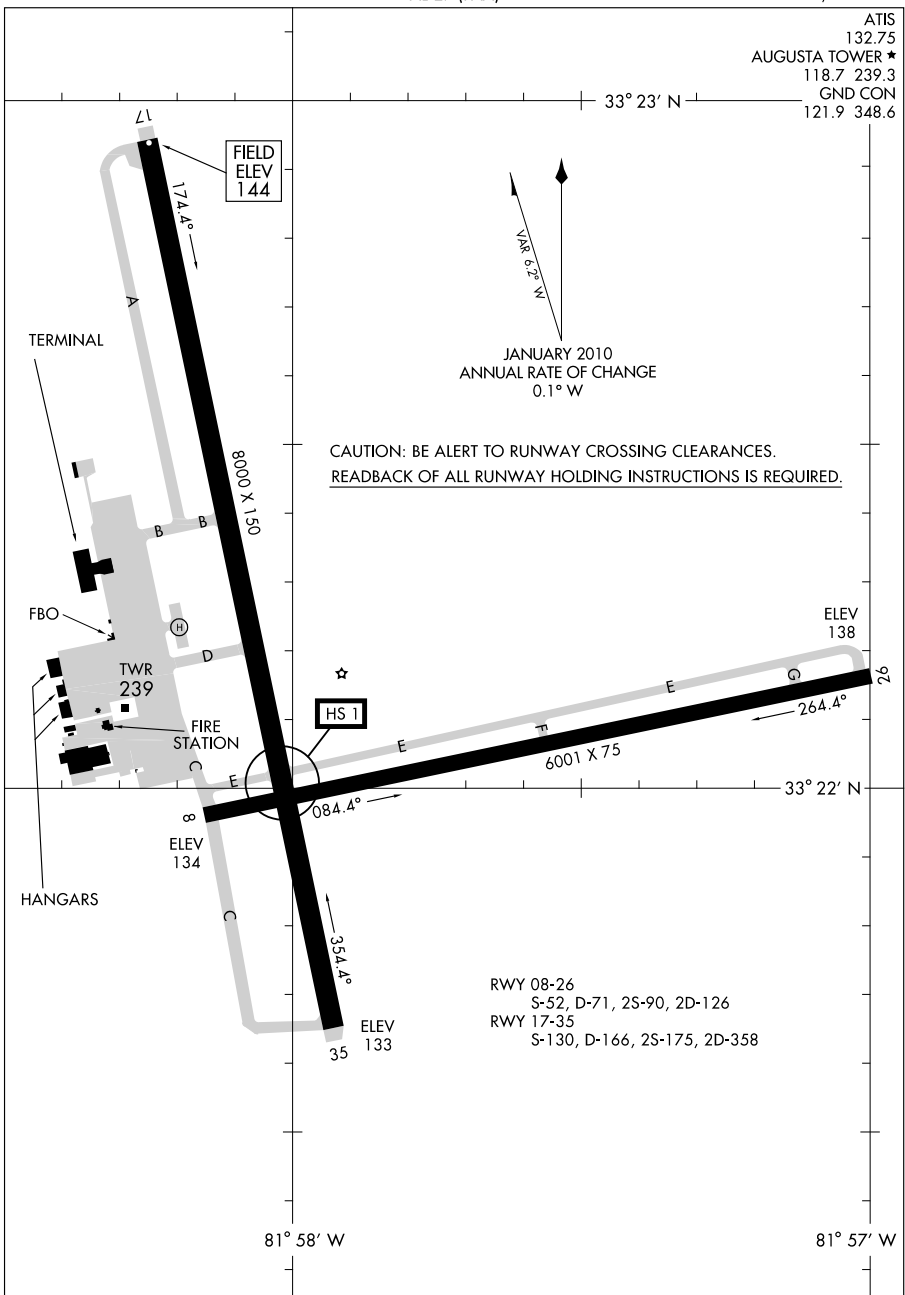 ATIS
132.75
AUGUSTA TOWER ★
118.7 239.3
GND CON
121.9 348.6
33° 23' N
17
FIELD
ELEV
144
174.4°
VAR 6.2° W
A
TERMINAL
JANUARY 2010
ANNUAL RATE OF CHANGE
0.1° W
CAUTION: BE ALERT TO RUNWAY CROSSING CLEARANCES.
READBACK OF ALL RUNWAY HOLDING INSTRUCTIONS IS REQUIRED.
8000 X 150
B
B
FBO
H
ELEV
138
D
TWR
239
26
G
E
264.4°
HS 1
FIRE
STATION
F
E
6001 X 75
C
E
33° 22' N
084.4°
8
ELEV
134
HANGARS
C
354.4°
RWY 08-26
S-52, D-71, 2S-90, 2D-126
RWY 17-35
S-130, D-166, 2S-175, 2D-358
ELEV
133
35
81° 58' W
81° 57' W